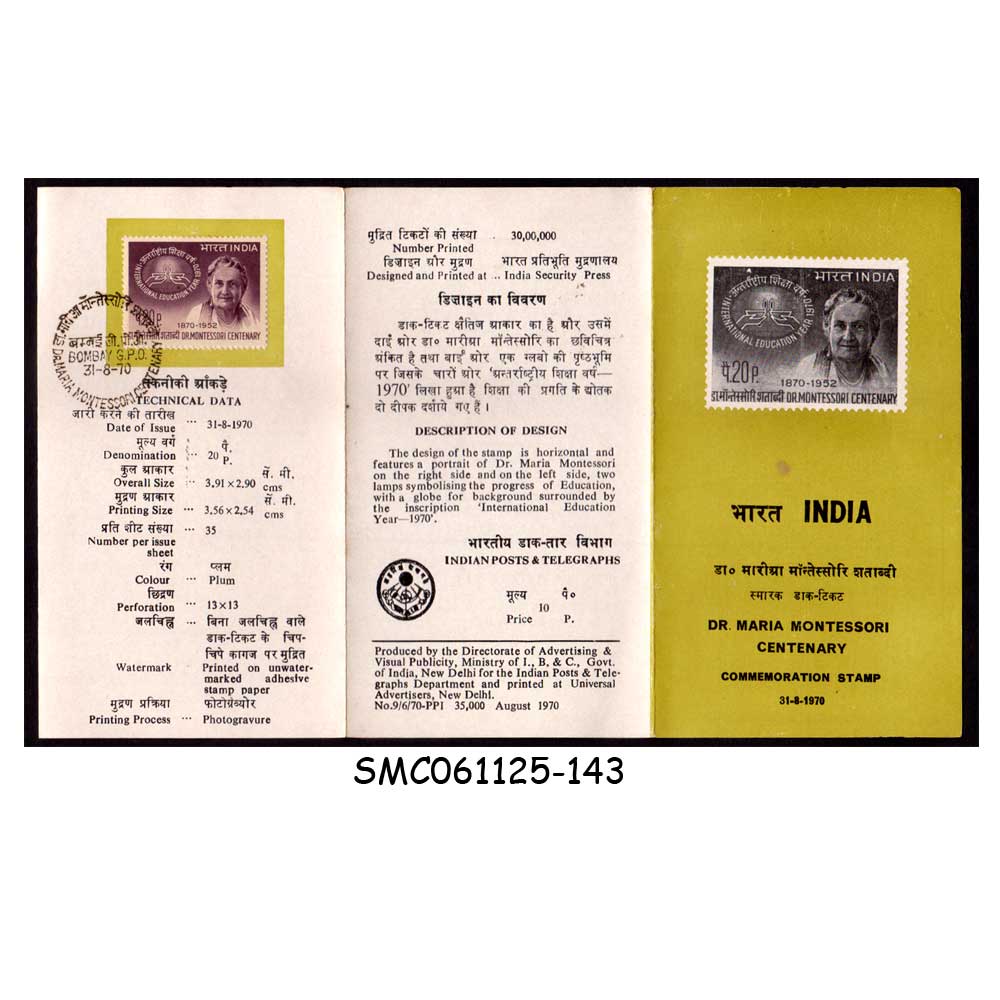 भारत INDIA
अन्तर्राष्ट्रीय शिक्षा वर्ष 1970
INTERNATIONAL EDUCATION YEAR
20P.
1870-1952
डा.मॉन्तेस्सोरि शताब्दी DR.MONTESSORI CENTENARY
डा. मारिआ मॉन्तेस्सोरि
बम्बई जी.पी.ओ.
BOMBAY G.P.O.
31-8-70
DR. MARIA MONTESSORI CENTENARY
तकनीकी आंकड़े
TECHNICAL DATA
जारी करने की तारीख
Date of Issue ... 31-8-1970
मूल्य वर्ग पै.
Denomination .. 20 P.
कुल आकार सें. मी.
Overall Size ... 3.91×2.90 cms
मुद्रण आकार सें. मी.
Printing Size ... 3.56×2.54 cms
प्रति शीट संख्या ... 35
Number per issue
sheet
रंग ... प्लम
Colour ... Plum
छिद्रण
Perforation ... 13×13
जलचिह्न ... बिना जलचिह्न वाले
डाक-टिकट के चिप-
चिपे कागज पर मुद्रित
Watermark Printed on unwater-
marked adhesive
stamp paper
मुद्रण प्रक्रिया फोटोग्रेव्योर
Printing Process ... Photogravure
मुद्रित टिकटों की संख्या . 30,00,000
Number Printed
डिज़ाइन और मुद्रण भारत प्रतिभूति मुद्रणालय
Designed and Printed at .. India Security Press
डिज़ाइन का विवरण
डाक-टिकट क्षैतिज आकार का है और उसमें
दाईं ओर डा० मारीआ मॉन्तेस्सोरि का छविचित्र
अंकित है तथा बाईं ओर एक ग्लबो की पृष्ठभूमि
पर जिसके चारों ओर 'अन्तर्राष्ट्रीय शिक्षा वर्ष—
1970' लिखा हुआ है शिक्षा की प्रगति के द्योतक
दो दीपक दर्शाये गए हैं।
DESCRIPTION OF DESIGN
The design of the stamp is horizontal and
features a portrait of Dr. Maria Montessori
on the right side and on the left side, two
lamps symbolising the progress of Education,
with a globe for background surrounded by
the inscription 'International Education
Year—1970'.
भारतीय डाक-तार विभाग
INDIAN POSTS & TELEGRAPHS
मूल्य पै०
10
Price P.
Produced by the Directorate of Advertising &
Visual Publicity, Ministry of I., B. & C., Govt.
of India, New Delhi for the Indian Posts & Tele-
graphs Department and printed at Universal
Advertisers, New Delhi.
No.9/6/70-PPI 35,000 August 1970
भारत INDIA
अन्तर्राष्ट्रीय शिक्षा वर्ष 1970
INTERNATIONAL EDUCATION YEAR
पै.20 P.
1870-1952
डा.मॉन्तेस्सोरि शताब्दी DR.MONTESSORI CENTENARY
भारत INDIA
डा० मारीआ मॉन्तेस्सोरि शताब्दी
स्मारक डाक-टिकट
DR. MARIA MONTESSORI
CENTENARY
COMMEMORATION STAMP
31-8-1970
SMC061125-143